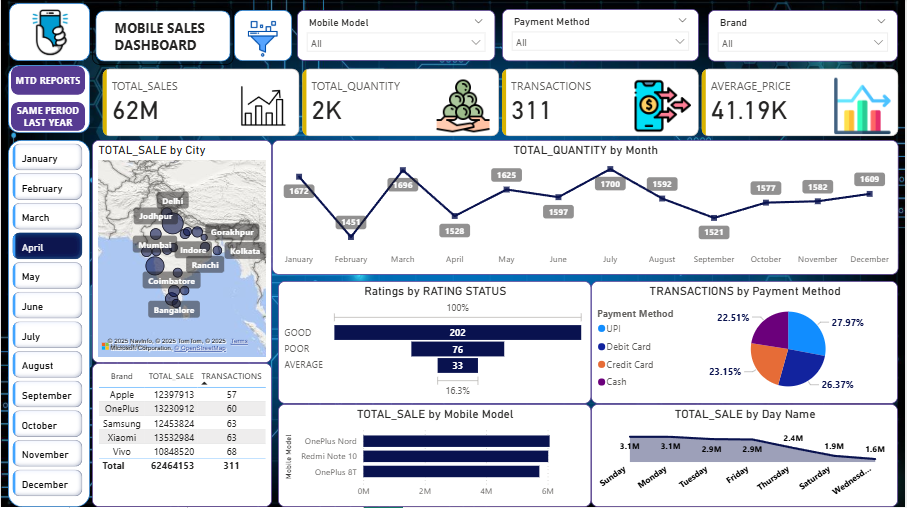 MOBILE SALES
DASHBOARD
Mobile Model
All
Payment Method
All
Brand
All
MTD REPORTS
SAME PERIOD
LAST YEAR
TOTAL_SALES
62M
TOTAL_QUANTITY
2K
TRANSACTIONS
311
AVERAGE_PRICE
41.19K
January
February
March
April
May
June
July
August
September
October
November
December
TOTAL_SALE by City
Delhi
Jodhpur
Gorakhpur
Mumbai
Indore
Kolkata
Ranchi
Coimbatore
Bangalore
© 2025 NavInfo, © 2025 TomTom, © 2025 Microsoft Corporation, © OpenStreetMap
Terms
TOTAL_QUANTITY by Month
1672
1451
1696
1528
1625
1597
1700
1592
1521
1577
1582
1609
January February March April May June July August September October November December
Brand TOTAL_SALE TRANSACTIONS
Apple 12397913 57
OnePlus 13230912 60
Samsung 12453824 63
Xiaomi 13532984 63
Vivo 10848520 68
Total 62464153 311
Ratings by RATING STATUS
100%
GOOD 202
POOR 76
AVERAGE 33
16.3%
TRANSACTIONS by Payment Method
Payment Method
UPI
Debit Card
Credit Card
Cash
22.51%
27.97%
23.15%
26.37%
TOTAL_SALE by Mobile Model
Mobile Model
OnePlus Nord
Redmi Note 10
OnePlus 8T
0M 2M 4M 6M
TOTAL_SALE by Day Name
3.1M
3.1M
2.9M
2.9M
2.4M
1.9M
1.6M
Sunday Monday Tuesday Friday Thursday Saturday Wednesd...